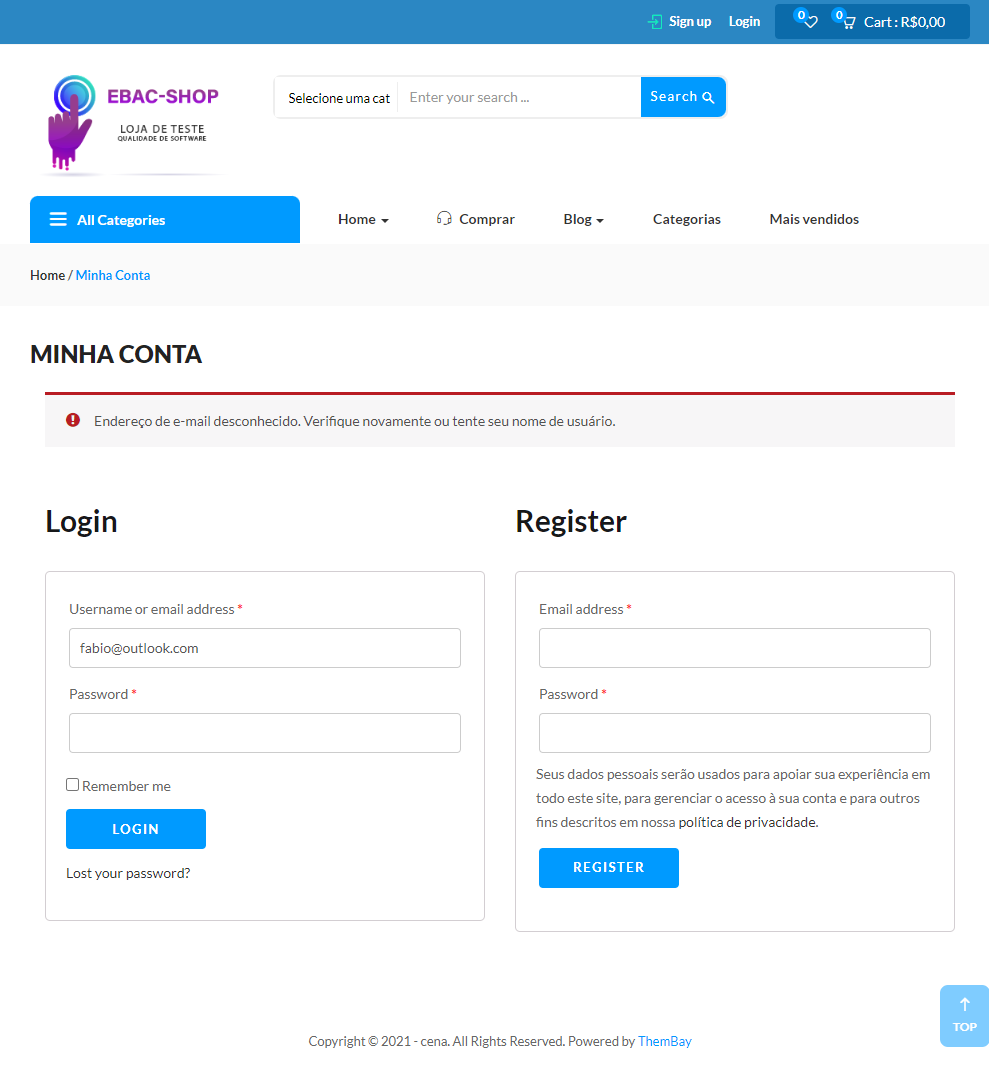 Sign up Login 0 0 Cart : R$0,00
EBAC-SHOP
LOJA DE TESTE
QUALIDADE DE SOFTWARE
Selecione uma cat Enter your search ... Search
All Categories Home Comprar Blog Categorias Mais vendidos
Home / Minha Conta
MINHA CONTA
Endereço de e-mail desconhecido. Verifique novamente ou tente seu nome de usuário.
Login
Username or email address *
fabio@outlook.com
Password *
Remember me
LOGIN
Lost your password?
Register
Email address *
Password *
Seus dados pessoais serão usados para apoiar sua experiência em
todo este site, para gerenciar o acesso à sua conta e para outros
fins descritos em nossa política de privacidade.
REGISTER
TOP
Copyright © 2021 - cena. All Rights Reserved. Powered by ThemBay